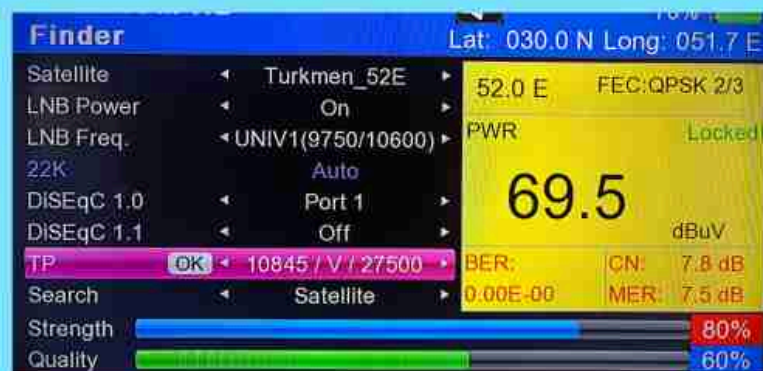 Finder
Lat: 030.0 N Long: 051.7 E
Satellite Turkmen_52E
LNB Power On
LNB Freq. UNIV1(9750/10600)
22K Auto
DiSEqC 1.0 Port 1
DiSEqC 1.1 Off
TP OK 10845 / V / 27500
Search Satellite
Strength 80%
Quality 60%
52.0 E FEC:QPSK 2/3
PWR Locked
69.5
dBuV
BER: CN: 7.8 dB
0.00E-00 MER: 7.5 dB